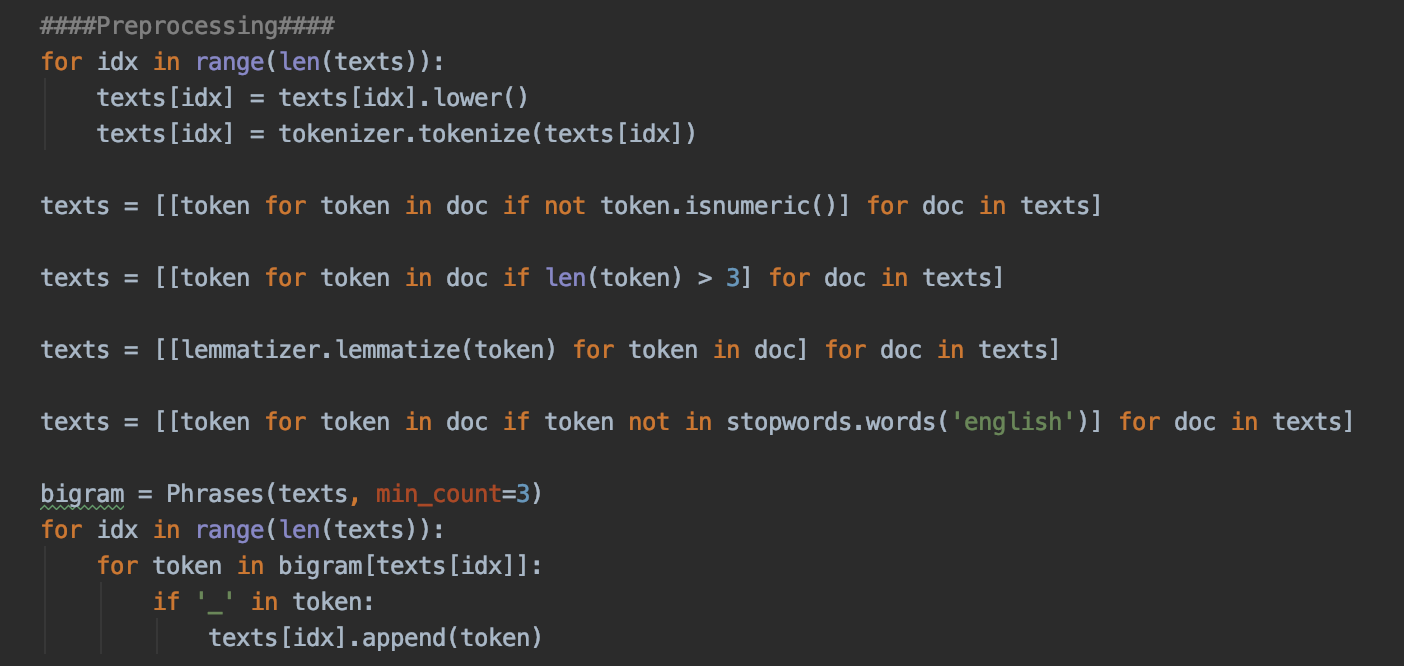 ####Preprocessing####
for idx in range(len(texts)):
    texts[idx] = texts[idx].lower()
    texts[idx] = tokenizer.tokenize(texts[idx])
texts = [[token for token in doc if not token.isnumeric()] for doc in texts]
texts = [[token for token in doc if len(token) > 3] for doc in texts]
texts = [[lemmatizer.lemmatize(token) for token in doc] for doc in texts]
texts = [[token for token in doc if token not in stopwords.words('english')] for doc in texts]
bigram = Phrases(texts, min_count=3)
for idx in range(len(texts)):
    for token in bigram[texts[idx]]:
        if '_' in token:
            texts[idx].append(token)